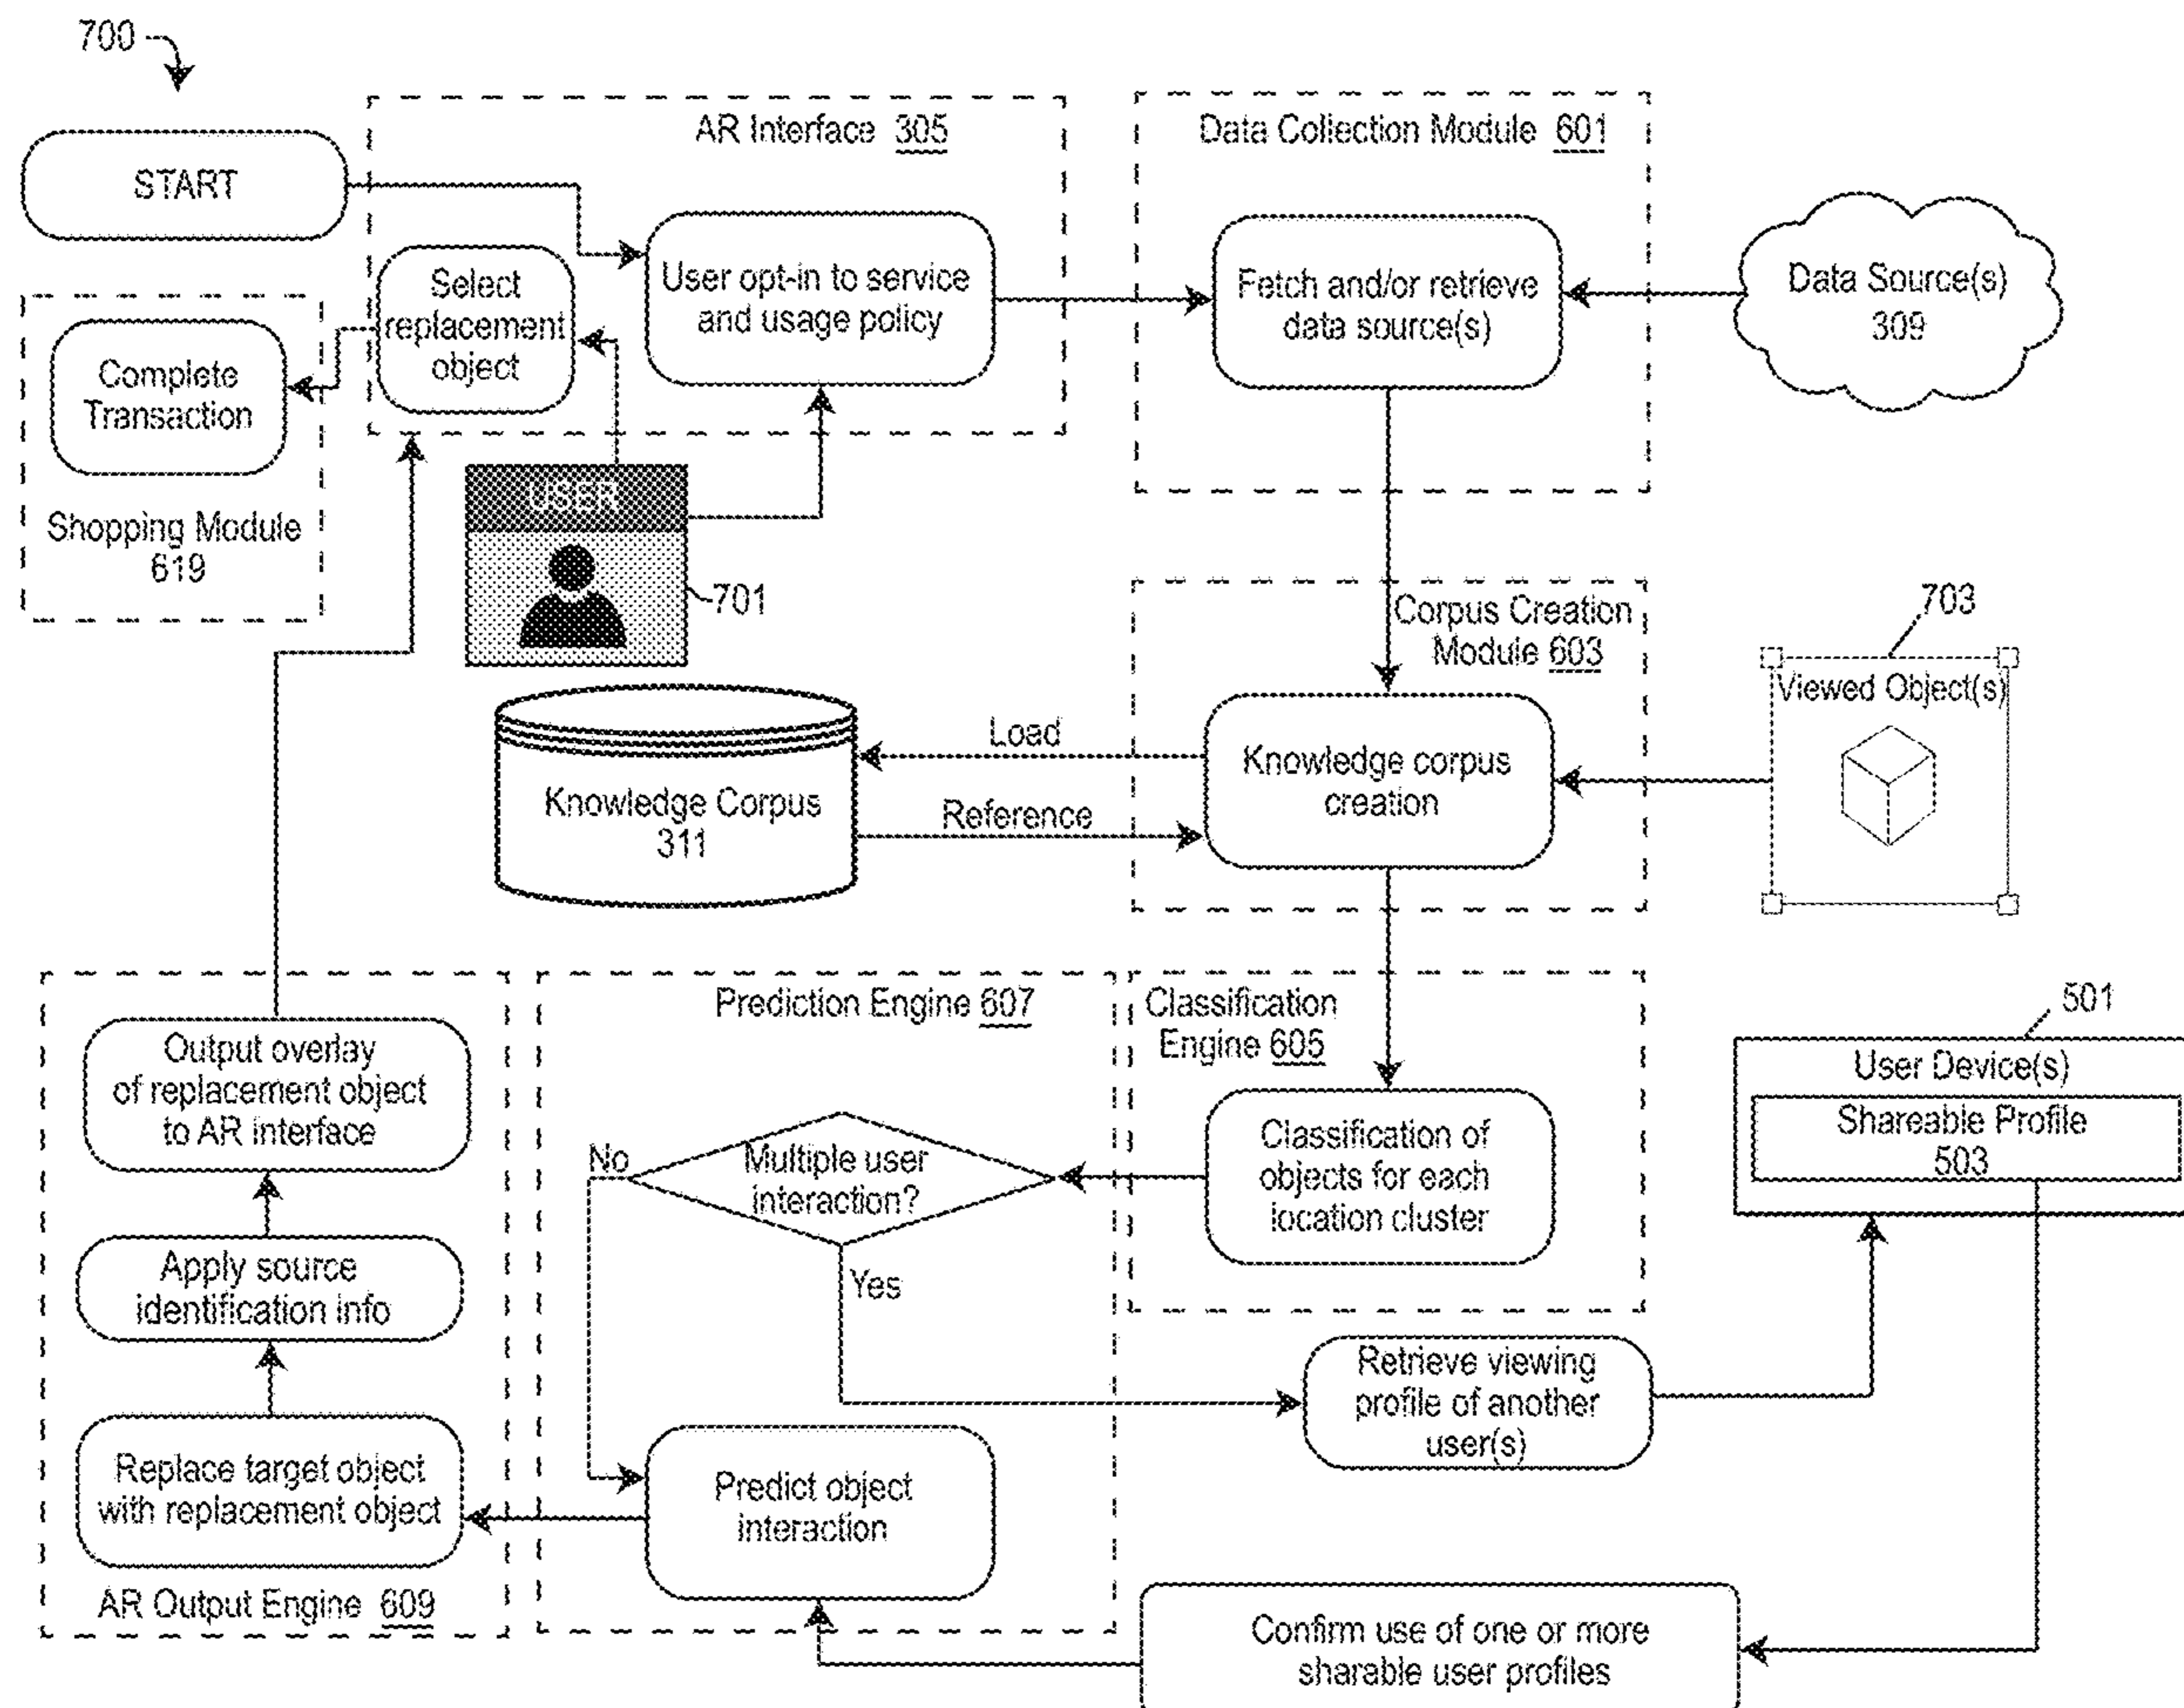 700
START
AR Interface 305
Select
replacement
object
User opt-in to service
and usage policy
Data Collection Module 601
Fetch and/or retrieve
data source(s)
Data Source(s)
309
Complete
Transaction
Shopping Module
619
USER
701
Corpus Creation
Module 603
Knowledge corpus
creation
703
Viewed Object(s)
Load
Reference
Knowledge Corpus
311
Output overlay
of replacement object
to AR interface
Apply source
identification info
Replace target object
with replacement object
AR Output Engine 609
Prediction Engine 607
No
Multiple user
interaction?
Yes
Predict object
interaction
Classification
Engine 605
Classification of
objects for each
location cluster
501
User Device(s)
Shareable Profile
503
Retrieve viewing
profile of another
user(s)
Confirm use of one or more
sharable user profiles